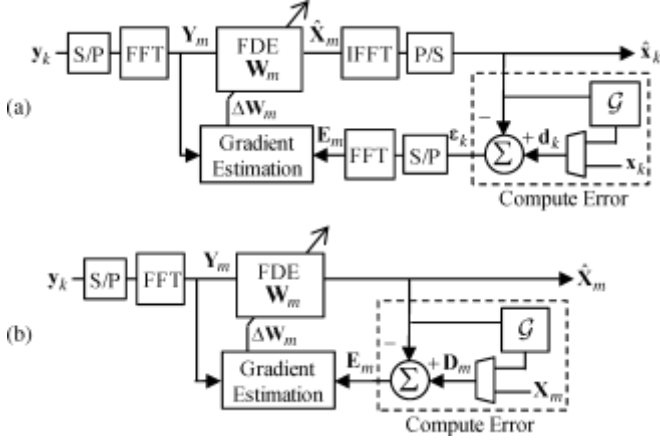 y_k S/P FFT Y_m FDE W_m X̂_m IFFT P/S x̂_k
(a)
ΔW_m
Gradient Estimation
E_m FFT S/P ε_k
− Σ + d_k
𝒢
x_k
Compute Error
y_k S/P FFT Y_m FDE W_m X̂_m
(b)
ΔW_m
Gradient Estimation
E_m
− Σ + D_m
𝒢
X_m
Compute Error